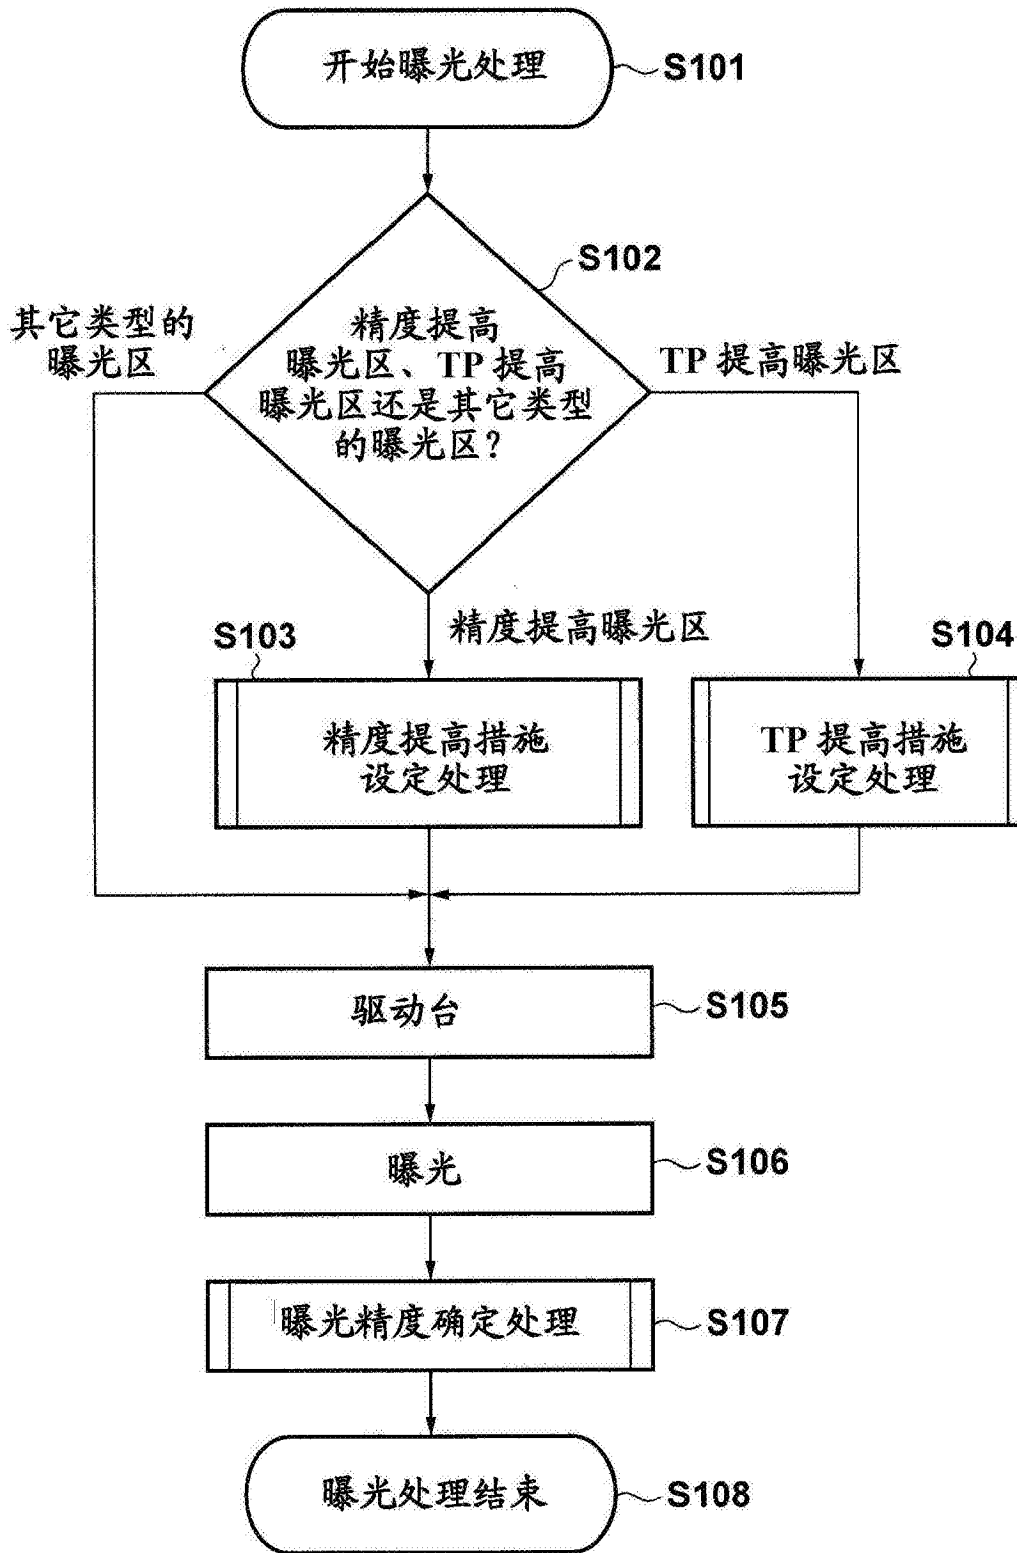 开始曝光处理
S101
S102
其它类型的
曝光区
精度提高
曝光区、TP 提高
曝光区还是其它类型
的曝光区？
TP 提高曝光区
精度提高曝光区
S103
精度提高措施
设定处理
S104
TP 提高措施
设定处理
驱动台
S105
曝光
S106
曝光精度确定处理
S107
曝光处理结束
S108